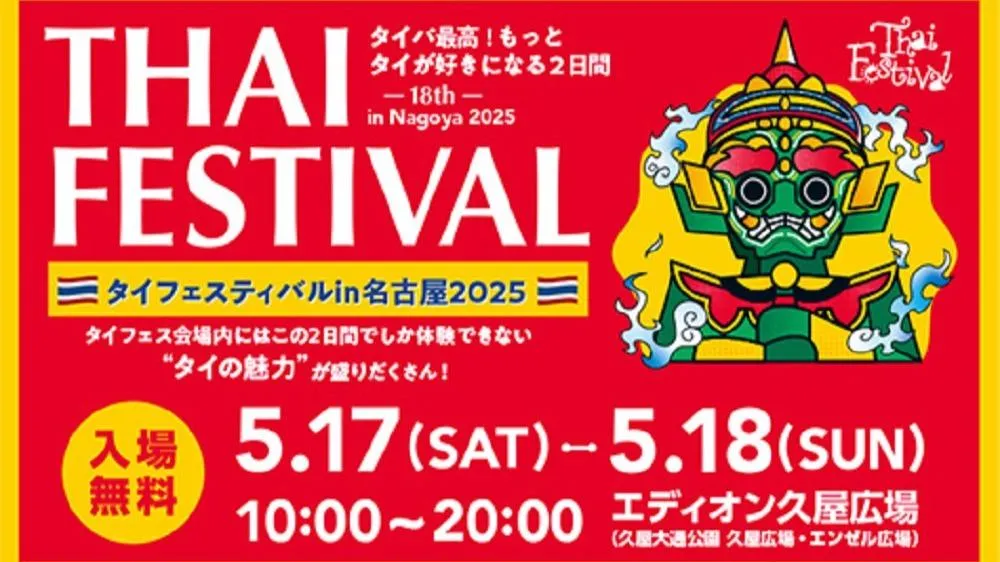 THAI
FESTIVAL
タイパ最高！もっと
タイが好きになる2日間
— 18th —
in Nagoya 2025
Thai
Festival
タイフェスティバルin名古屋2025
タイフェス会場内にはこの2日間でしか体験できない
“タイの魅力”が盛りだくさん！
入場
無料
5.17(SAT)–5.18(SUN)
10:00～20:00
エディオン久屋広場
(久屋大通公園 久屋広場・エンゼル広場)